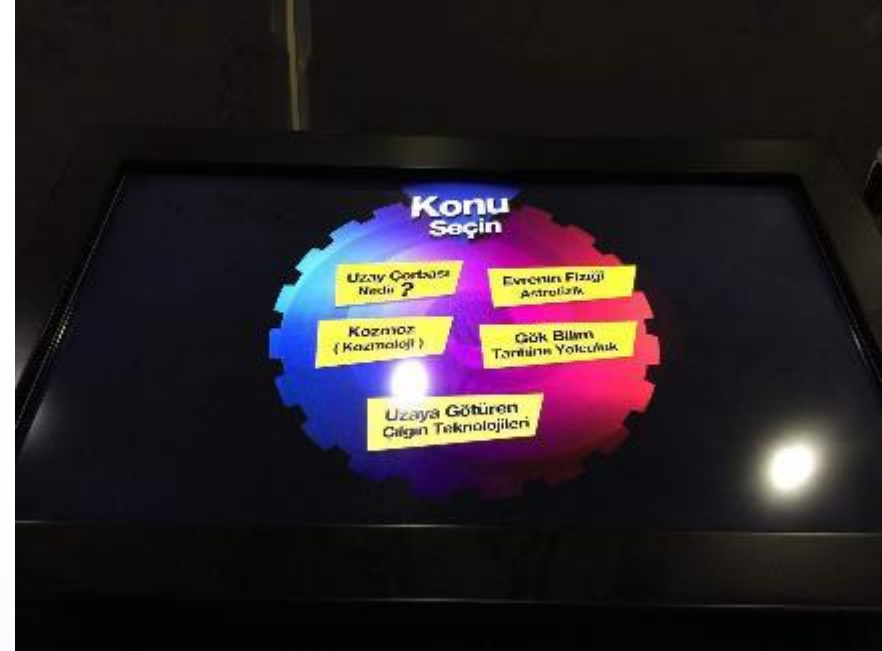 Konu
Seçin
Uzay Çorbası
Nedir ?
Evrenin Fiziği
Astrofizik
Kozmoz
( Kozmoloji )
Gök Bilim
Tarihine Yolculuk
Uzaya Götüren
Çılgın Teknolojileri